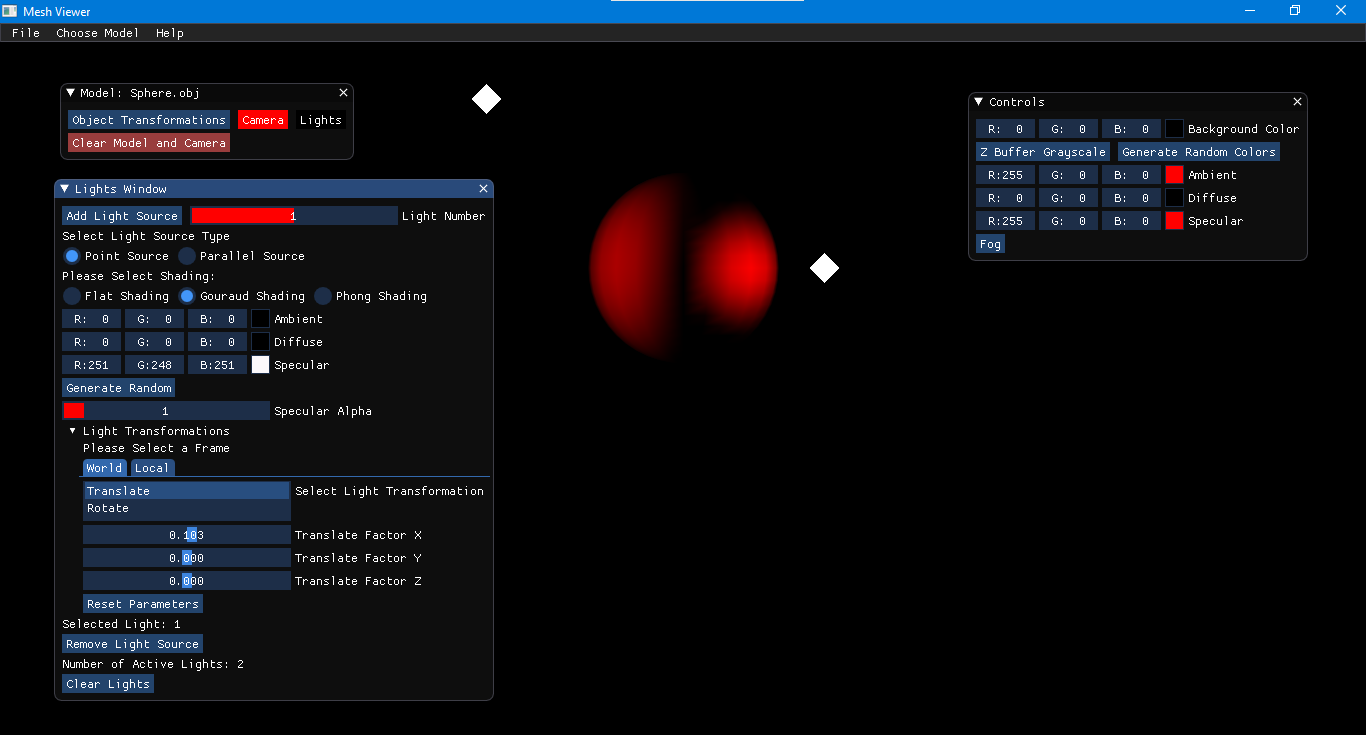 Mesh Viewer
File Choose Model Help
Model: Sphere.obj
Object Transformations Camera Lights
Clear Model and Camera
Lights Window
Add Light Source 1 Light Number
Select Light Source Type
Point Source Parallel Source
Please Select Shading:
Flat Shading Gouraud Shading Phong Shading
R: 0 G: 0 B: 0 Ambient
R: 0 G: 0 B: 0 Diffuse
R:251 G:248 B:251 Specular
Generate Random
1 Specular Alpha
Light Transformations
Please Select a Frame
World Local
Translate Select Light Transformation
Rotate
0.103 Translate Factor X
0.000 Translate Factor Y
0.000 Translate Factor Z
Reset Parameters
Selected Light: 1
Remove Light Source
Number of Active Lights: 2
Clear Lights
Controls
R: 0 G: 0 B: 0 Background Color
Z Buffer Grayscale Generate Random Colors
R:255 G: 0 B: 0 Ambient
R: 0 G: 0 B: 0 Diffuse
R:255 G: 0 B: 0 Specular
Fog